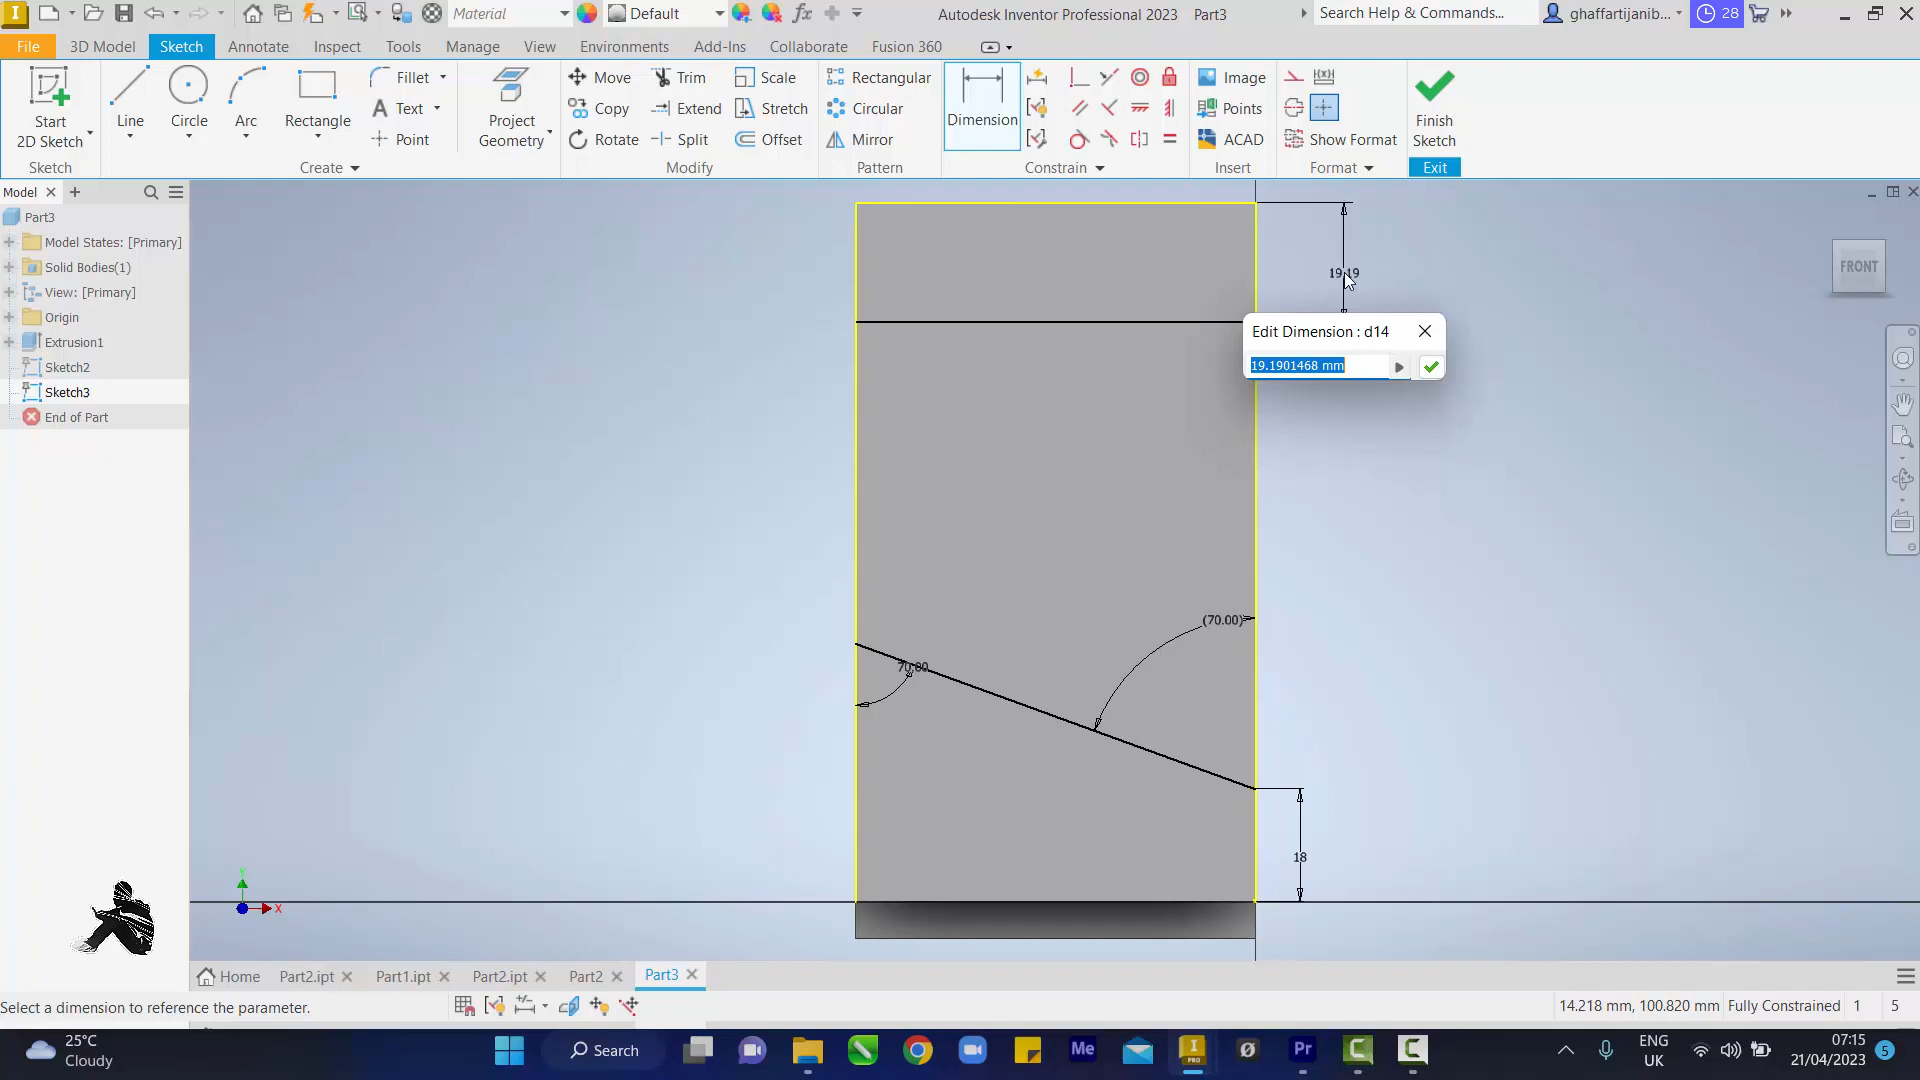 Material
Default
Autodesk Inventor Professional 2023 Part3
Search Help & Commands...
ghaffartijanib...
28
File 3D Model Sketch Annotate Inspect Tools Manage View Environments Add-Ins Collaborate Fusion 360
Start
2D Sketch
Line
Circle
Arc
Rectangle
Fillet
Text
Point
Project
Geometry
Move
Copy
Rotate
Trim
Extend
Split
Scale
Stretch
Offset
Rectangular
Circular
Mirror
Dimension
Image
Points
ACAD
Show Format
Finish
Sketch
Sketch Create Modify Pattern Constrain Insert Format Exit
Model
Part3
Model States: [Primary]
Solid Bodies(1)
View: [Primary]
Origin
Extrusion1
Sketch2
Sketch3
End of Part
FRONT
19.19
Edit Dimension : d14
19.1901468 mm
(70.00)
70.00
18
Y
X
Home Part2.ipt Part1.ipt Part2.ipt Part2 Part3
Select a dimension to reference the parameter.
14.218 mm, 100.820 mm Fully Constrained 1 5
25°C
Cloudy
Search
Me
I
PRO
Pr
ENG
UK
07:15
21/04/2023
5